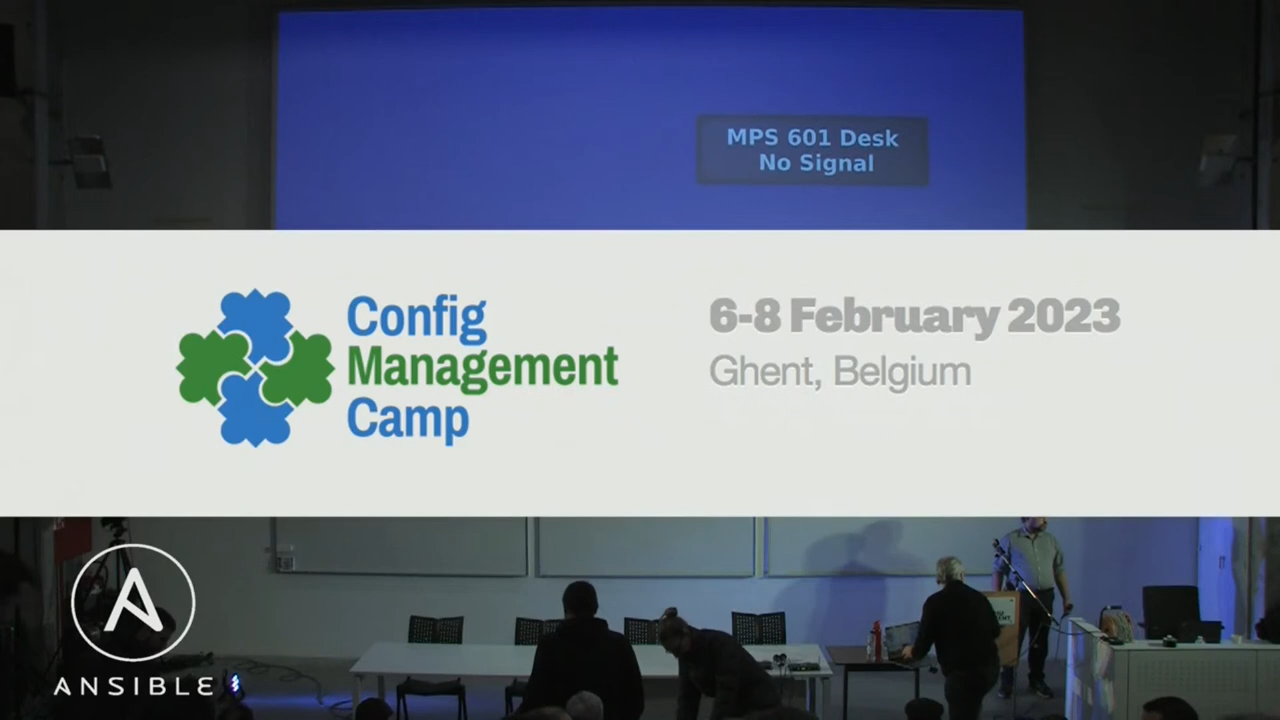 MPS 601 Desk
No Signal
Config
Management
Camp
6-8 February 2023
Ghent, Belgium
ANSIBLE